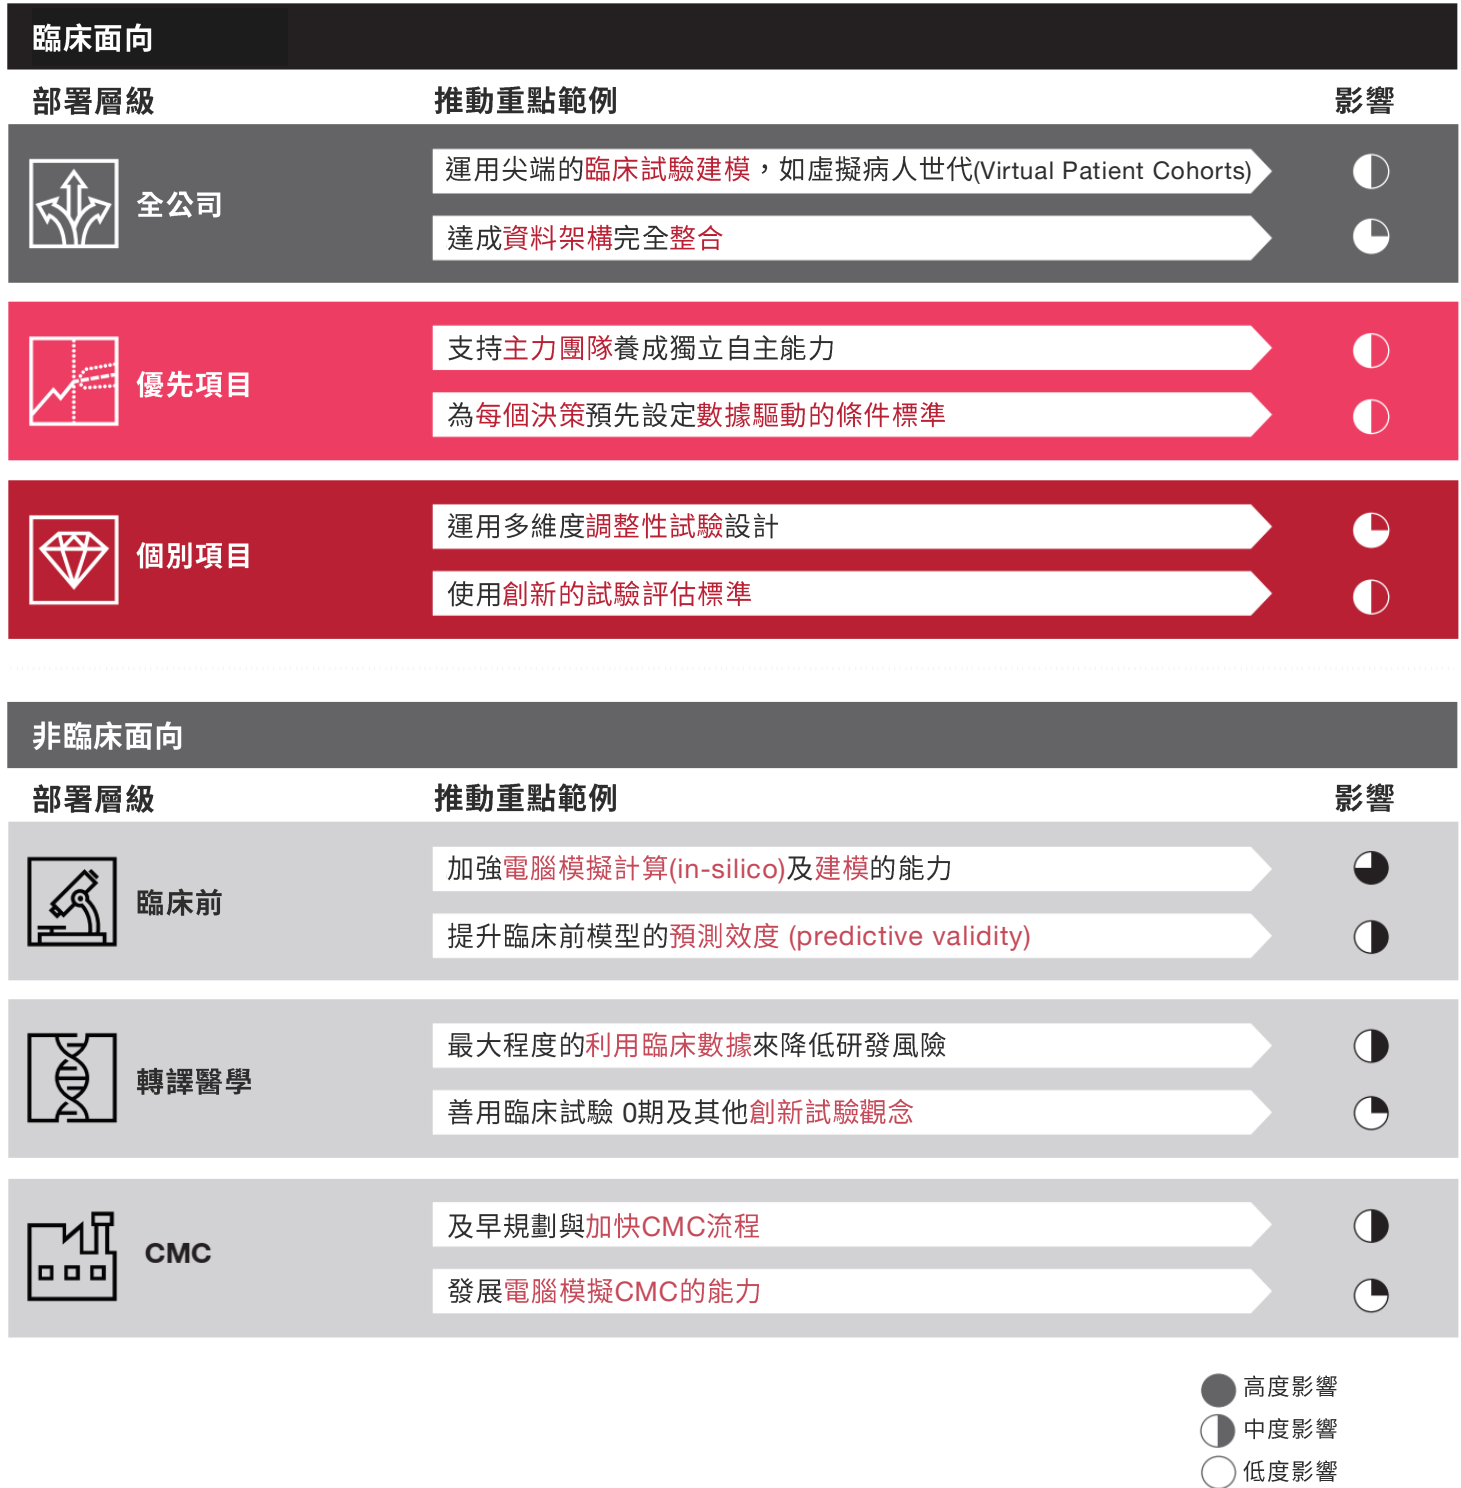 臨床面向
部署層級 推動重點範例 影響
全公司
運用尖端的臨床試驗建模，如虛擬病人世代(Virtual Patient Cohorts)
達成資料架構完全整合
優先項目
支持主力團隊養成獨立自主能力
為每個決策預先設定數據驅動的條件標準
個別項目
運用多維度調整性試驗設計
使用創新的試驗評估標準
非臨床面向
部署層級 推動重點範例 影響
臨床前
加強電腦模擬計算(in-silico)及建模的能力
提升臨床前模型的預測效度 (predictive validity)
轉譯醫學
最大程度的利用臨床數據來降低研發風險
善用臨床試驗 0期及其他創新試驗觀念
CMC
及早規劃與加快CMC流程
發展電腦模擬CMC的能力
高度影響
中度影響
低度影響